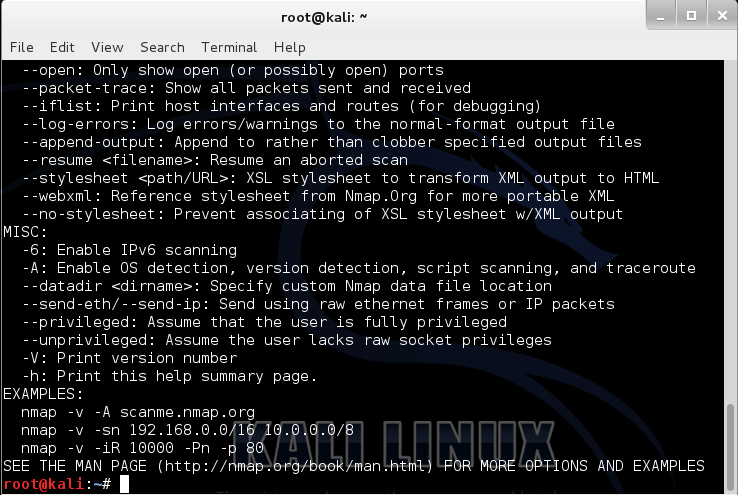 root@kali: ~
File Edit View Search Terminal Help
--open: Only show open (or possibly open) ports
--packet-trace: Show all packets sent and received
--iflist: Print host interfaces and routes (for debugging)
--log-errors: Log errors/warnings to the normal-format output file
--append-output: Append to rather than clobber specified output files
--resume <filename>: Resume an aborted scan
--stylesheet <path/URL>: XSL stylesheet to transform XML output to HTML
--webxml: Reference stylesheet from Nmap.Org for more portable XML
--no-stylesheet: Prevent associating of XSL stylesheet w/XML output
MISC:
-6: Enable IPv6 scanning
-A: Enable OS detection, version detection, script scanning, and traceroute
--datadir <dirname>: Specify custom Nmap data file location
--send-eth/--send-ip: Send using raw ethernet frames or IP packets
--privileged: Assume that the user is fully privileged
--unprivileged: Assume the user lacks raw socket privileges
-V: Print version number
-h: Print this help summary page.
EXAMPLES:
nmap -v -A scanme.nmap.org
nmap -v -sn 192.168.0.0/16 10.0.0.0/8
nmap -v -iR 10000 -Pn -p 80
KALI LINUX
SEE THE MAN PAGE (http://nmap.org/book/man.html) FOR MORE OPTIONS AND EXAMPLES
root@kali:~#